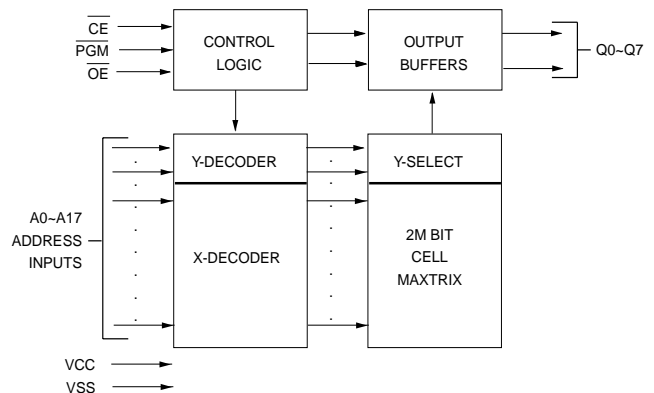 CE
PGM
OE
CONTROL
LOGIC
OUTPUT
BUFFERS
Q0~Q7
Y-DECODER
Y-SELECT
A0~A17
ADDRESS
INPUTS
X-DECODER
2M BIT
CELL
MAXTRIX
VCC
VSS